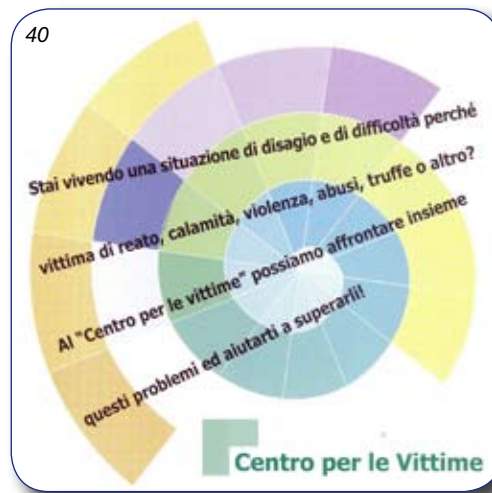 40
Stai vivendo una situazione di disagio e di difficoltà perché
vittima di reato, calamità, violenza, abusi, truffe o altro?
Al "Centro per le vittime" possiamo affrontare insieme
questi problemi ed aiutarti a superarli!
Centro per le Vittime